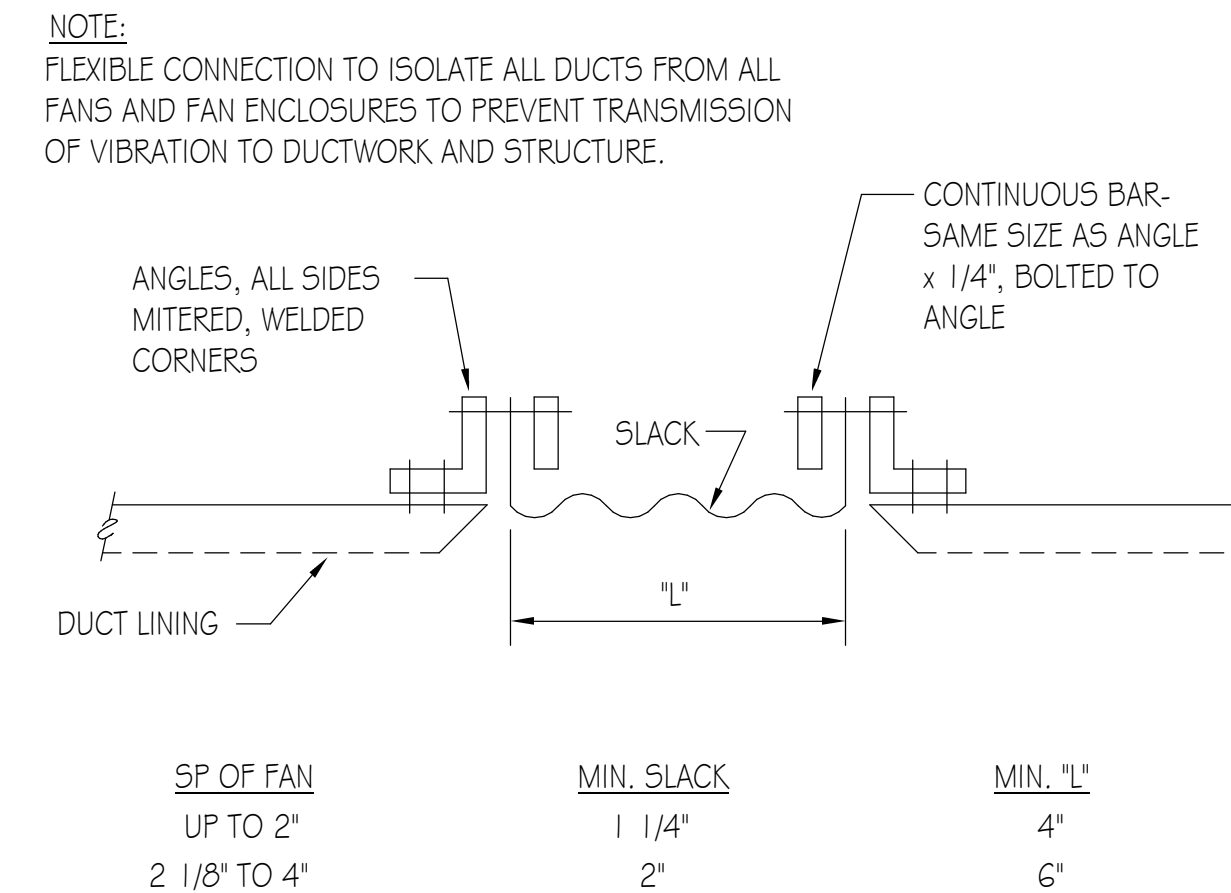 NOTE:
FLEXIBLE CONNECTION TO ISOLATE ALL DUCTS FROM ALL
FANS AND FAN ENCLOSURES TO PREVENT TRANSMISSION
OF VIBRATION TO DUCTWORK AND STRUCTURE.
CONTINUOUS BAR-
SAME SIZE AS ANGLE
x 1/4", BOLTED TO
ANGLE
ANGLES, ALL SIDES
MITERED, WELDED
CORNERS
SLACK
"L"
DUCT LINING
SP OF FAN MIN. SLACK MIN. "L"
UP TO 2" 1 1/4" 4"
2 1/8" TO 4" 2" 6"